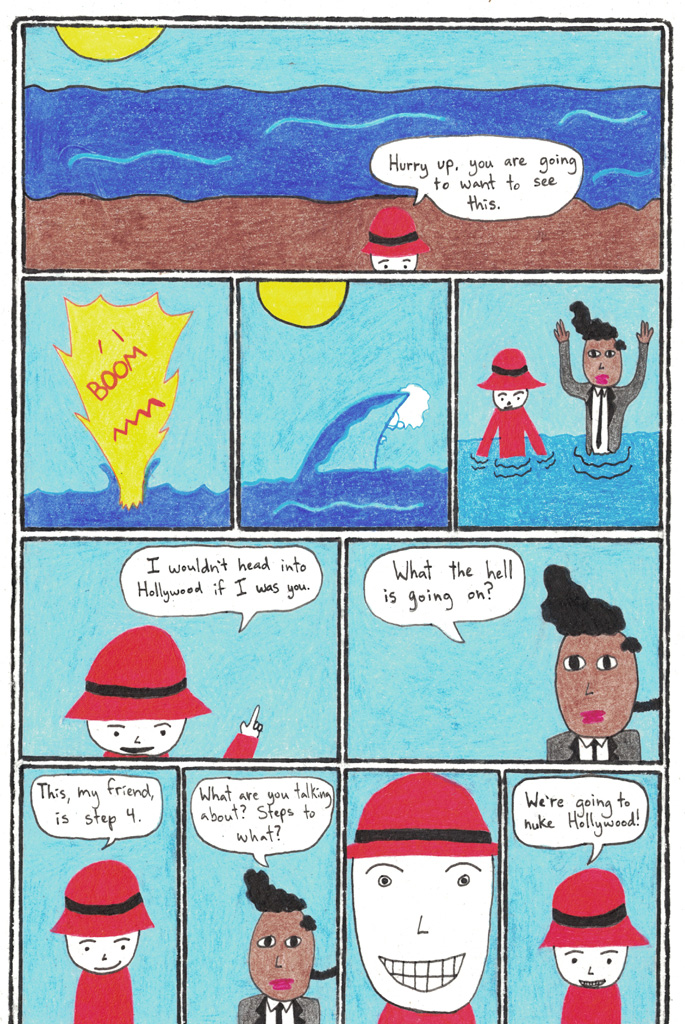 Hurry up, you are going
to want to see
this.
BOOM
I wouldn't head into
Hollywood if I was you.
What the hell
is going on?
This, my friend,
is step 4.
What are you talking
about? Steps to
what?
We're going to
nuke Hollywood!